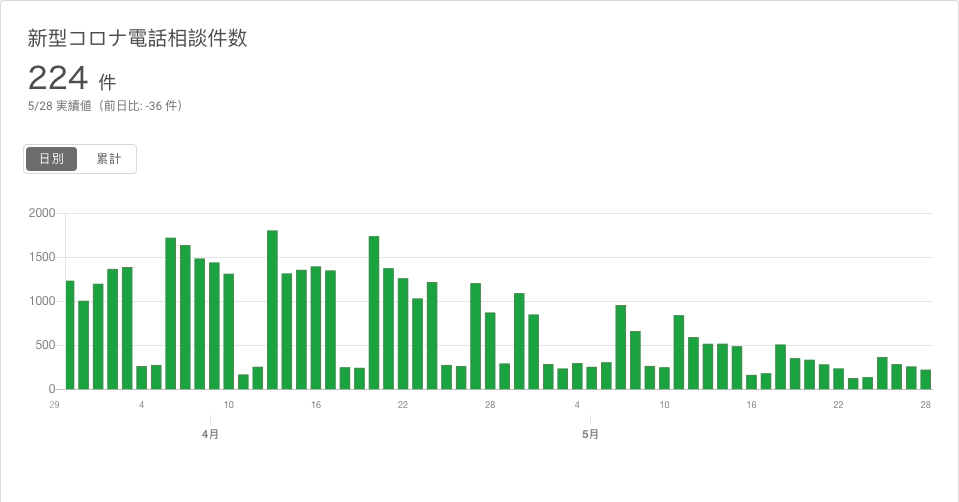 新型コロナ電話相談件数
224 件
5/28 実績値（前日比: -36 件）
日別 累計
2000
1500
1000
500
0
29 4 10 16 22 28 4 10 16 22 28
4月 5月